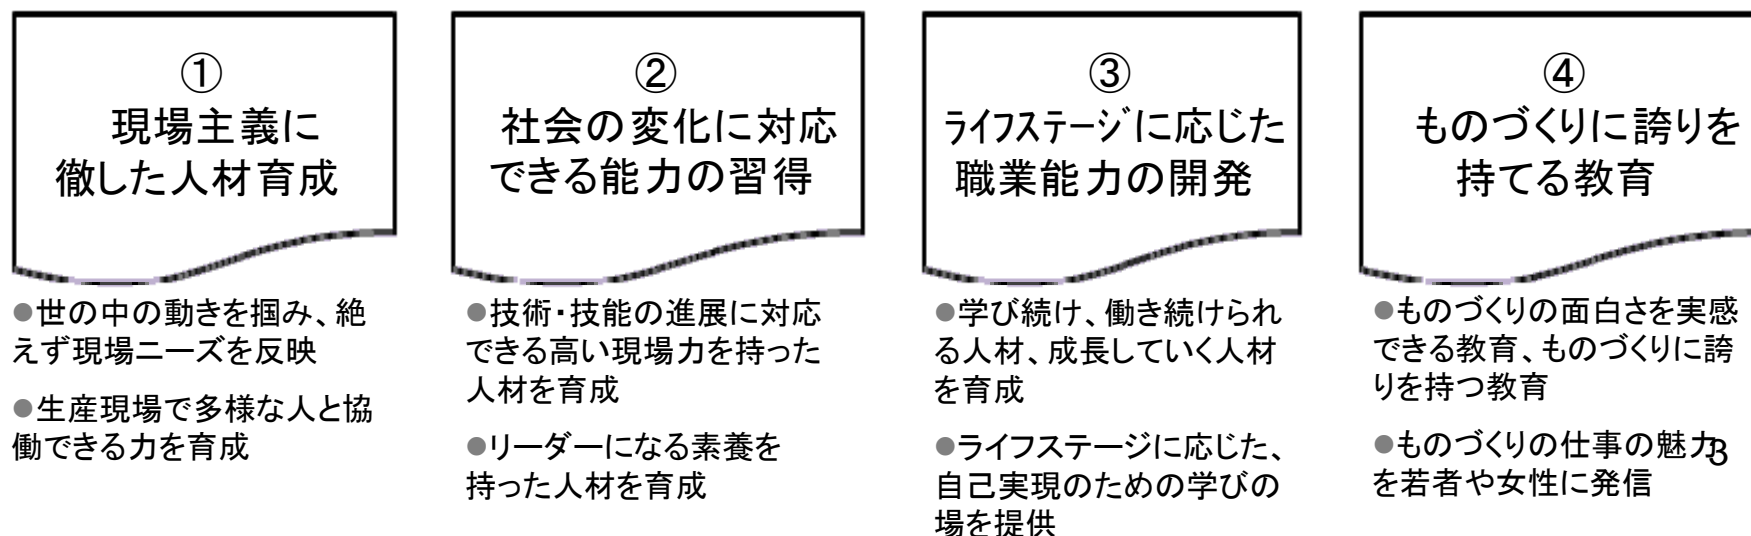 ①
現場主義に
徹した人材育成
●世の中の動きを掴み、絶
えず現場ニーズを反映
●生産現場で多様な人と協
働できる力を育成
②
社会の変化に対応
できる能力の習得
●技術・技能の進展に対応
できる高い現場力を持った
人材を育成
●リーダーになる素養を
持った人材を育成
③
ﾗｲﾌｽﾃｰｼﾞに応じた
職業能力の開発
●学び続け、働き続けられ
る人材、成長していく人材
を育成
●ライフステージに応じた、
自己実現のための学びの
場を提供
④
ものづくりに誇りを
持てる教育
●ものづくりの面白さを実感
できる教育、ものづくりに誇
りを持つ教育
●ものづくりの仕事の魅力
を若者や女性に発信
3